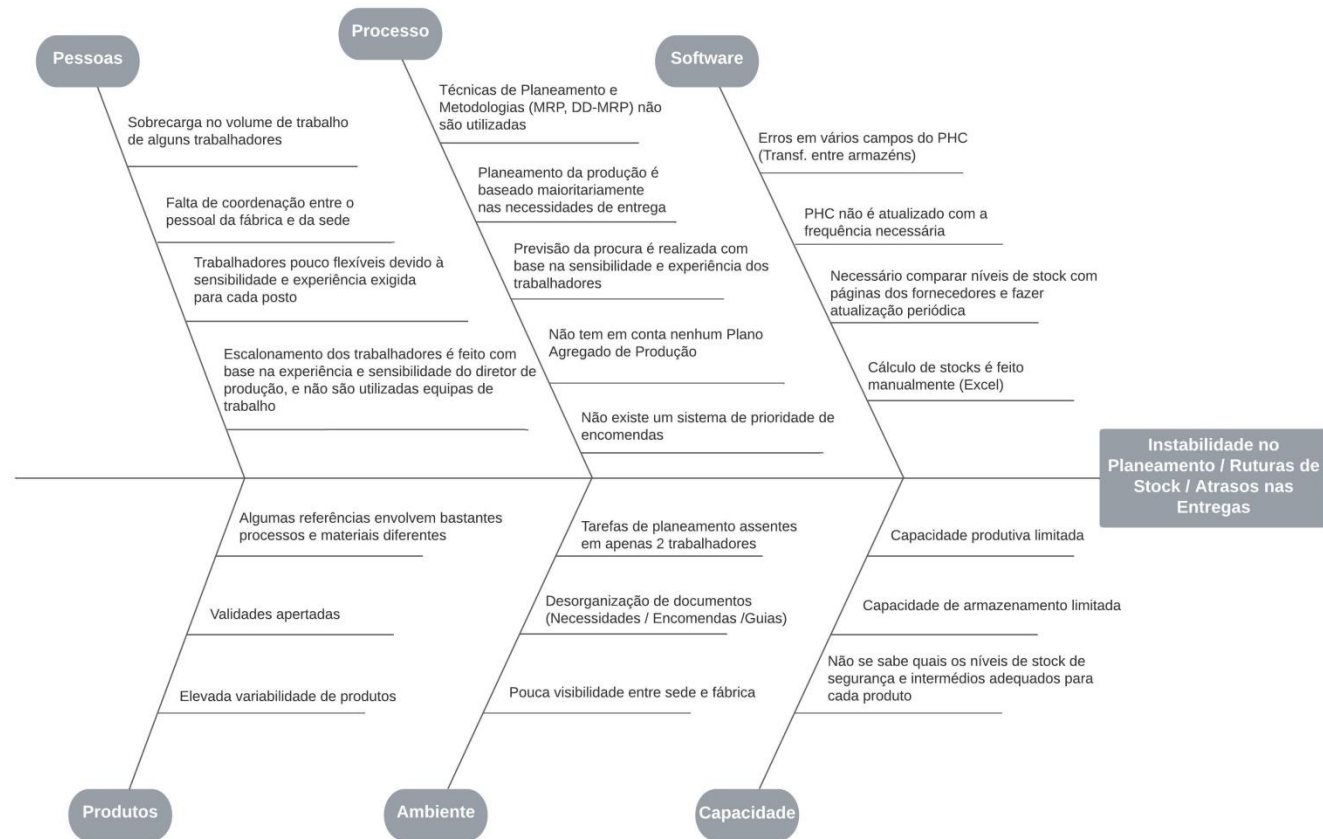 Pessoas
Sobrecarga no volume de trabalho
de alguns trabalhadores
Falta de coordenação entre o
pessoal da fábrica e da sede
Trabalhadores pouco flexíveis devido à
sensibilidade e experiência exigida
para cada posto
Escalonamento dos trabalhadores é feito com
base na experiência e sensibilidade do diretor de
produção, e não são utilizadas equipas de
trabalho
Processo
Técnicas de Planeamento e
Metodologias (MRP, DD-MRP) não
são utilizadas
Planeamento da produção é
baseado maioritariamente
nas necessidades de entrega
Previsão da procura é realizada com
base na sensibilidade e experiência dos
trabalhadores
Não tem em conta nenhum Plano
Agregado de Produção
Não existe um sistema de prioridade de
encomendas
Software
Erros em vários campos do PHC
(Transf. entre armazéns)
PHC não é atualizado com a
frequência necessária
Necessário comparar níveis de stock com
páginas dos fornecedores e fazer
atualização periódica
Cálculo de stocks é feito
manualmente (Excel)
Instabilidade no
Planeamento / Ruturas de
Stock / Atrasos nas
Entregas
Algumas referências envolvem bastantes
processos e materiais diferentes
Validades apertadas
Elevada variabilidade de produtos
Produtos
Tarefas de planeamento assentes
em apenas 2 trabalhadores
Desorganização de documentos
(Necessidades / Encomendas /Guias)
Pouca visibilidade entre sede e fábrica
Ambiente
Capacidade produtiva limitada
Capacidade de armazenamento limitada
Não se sabe quais os níveis de stock de
segurança e intermédios adequados para
cada produto
Capacidade